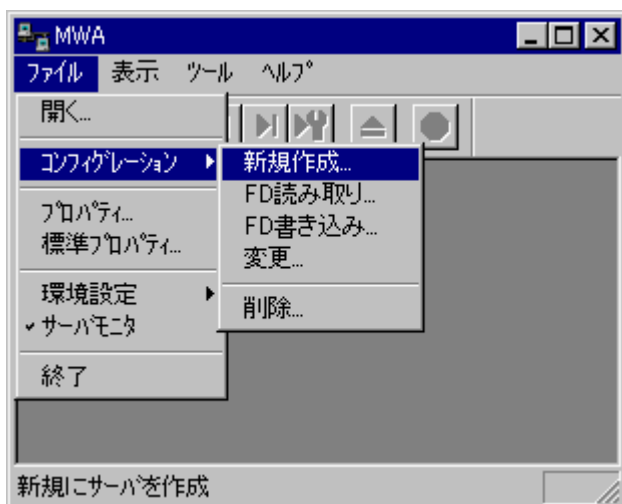 MWA
ファイル 表示 ツール ヘルプ
開く...
コンフィグレーション
新規作成...
FD読み取り...
FD書き込み...
変更...
削除...
プロパティ...
標準プロパティ...
環境設定
サーバモニタ
終了
新規にサーバを作成